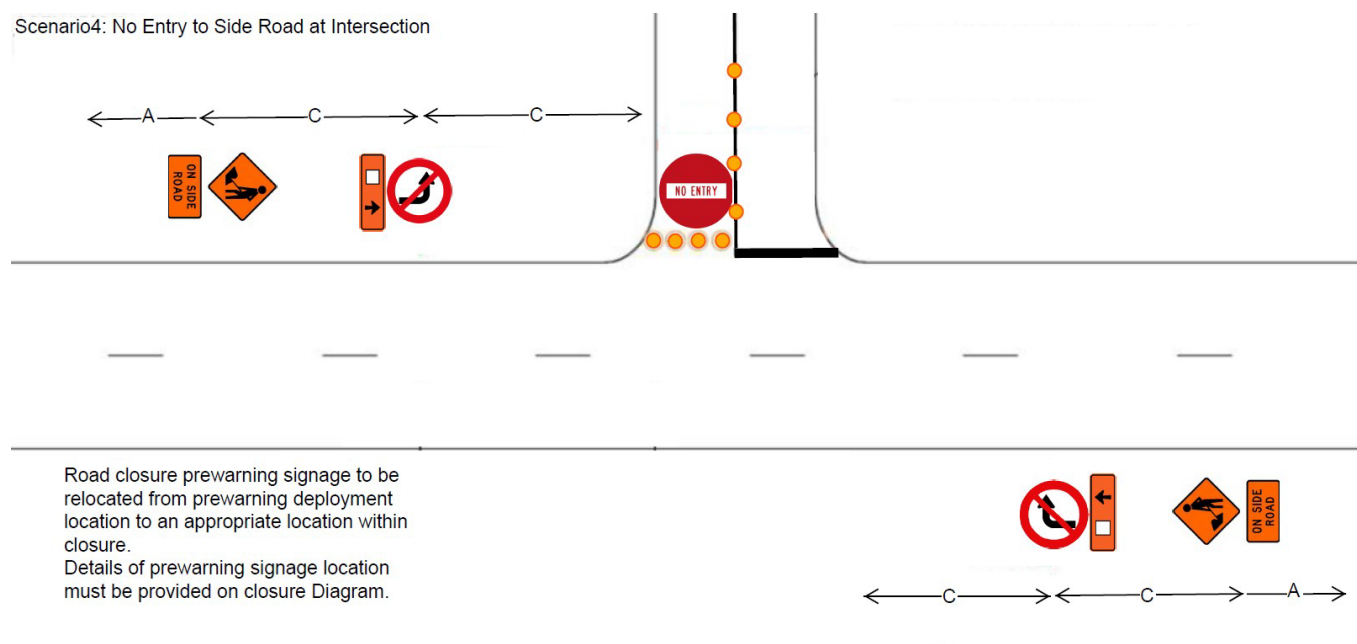 Scenario4: No Entry to Side Road at Intersection
A
C
C
ON SIDE
ROAD
NO ENTRY
Road closure prewarning signage to be
relocated from prewarning deployment
location to an appropriate location within
closure.
Details of prewarning signage location
must be provided on closure Diagram.
ON SIDE
ROAD
C
C
A